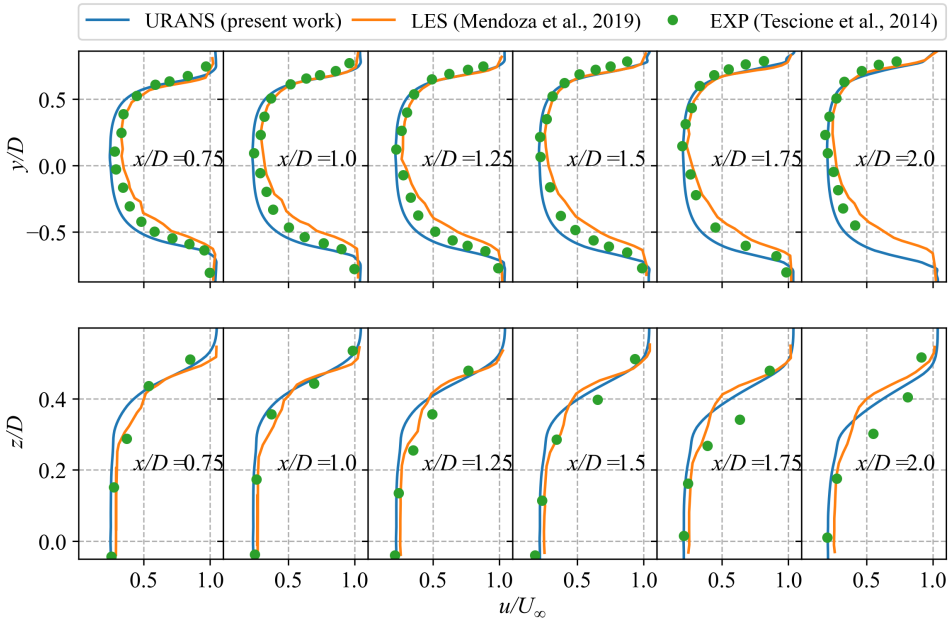 URANS (present work) LES (Mendoza et al., 2019) EXP (Tescione et al., 2014)
0.5
0.0
−0.5
y/D
x/D =0.75 x/D =1.0 x/D =1.25 x/D =1.5 x/D =1.75 x/D =2.0
0.4
0.2
0.0
z/D
x/D =0.75 x/D =1.0 x/D =1.25 x/D =1.5 x/D =1.75 x/D =2.0
0.5 1.0 0.5 1.0 0.5 1.0 0.5 1.0 0.5 1.0 0.5 1.0
u/U∞